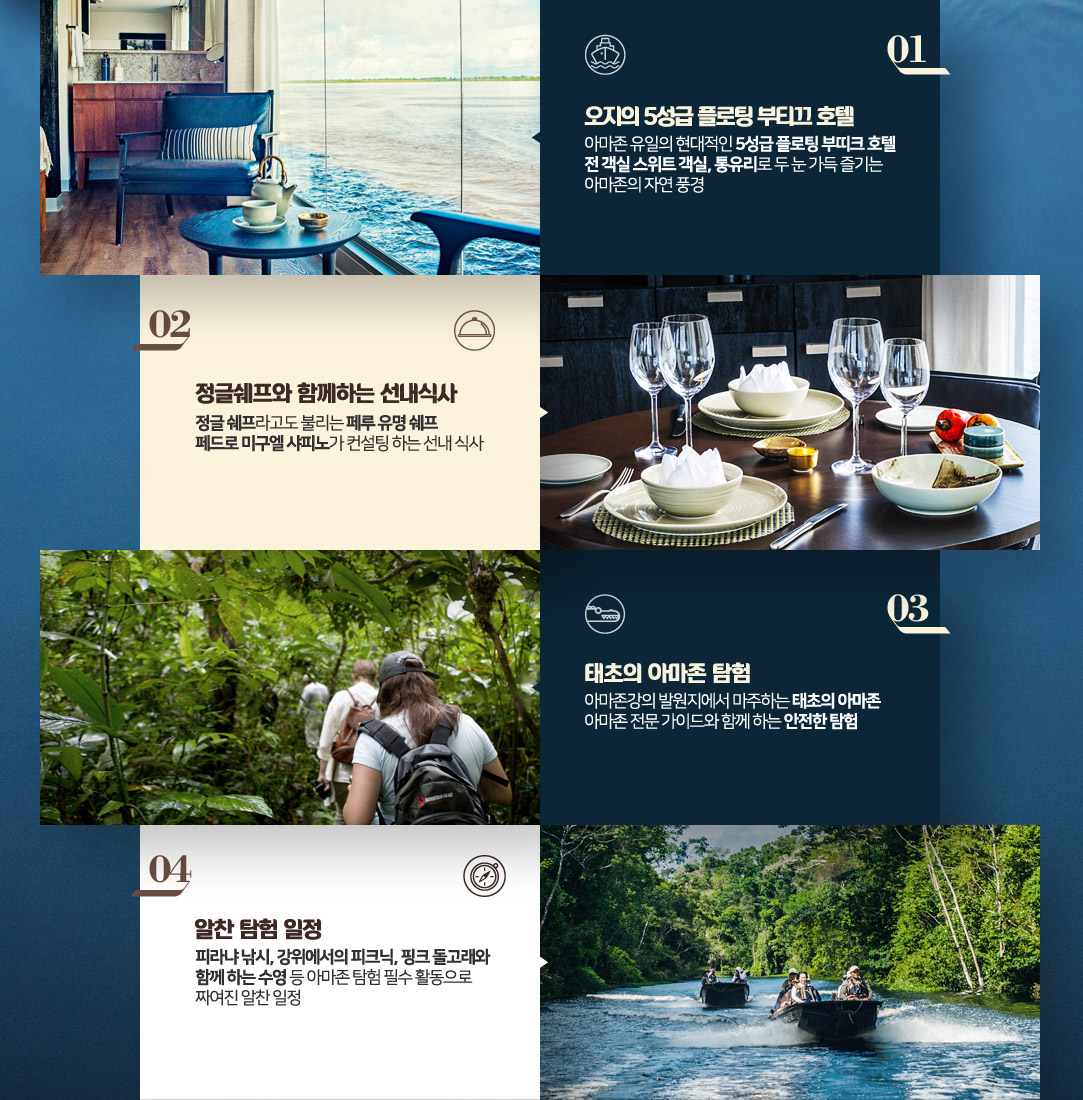 01
오지의 5성급 플로팅 부티끄 호텔
아마존 유일의 현대적인 5성급 플로팅 부띠크 호텔
전 객실 스위트 객실, 통유리로 두 눈 가득 즐기는
아마존의 자연 풍경
02
정글쉐프와 함께하는 선내식사
정글 쉐프라고도 불리는 페루 유명 쉐프
페드로 미구엘 샤피노가 컨설팅 하는 선내 식사
03
태초의 아마존 탐험
아마존강의 발원지에서 마주하는 태초의 아마존
아마존 전문 가이드와 함께 하는 안전한 탐험
04
알찬 탐험 일정
피라냐 낚시, 강위에서의 피크닉, 핑크 돌고래와
함께 하는 수영 등 아마존 탐험 필수 활동으로
짜여진 알찬 일정